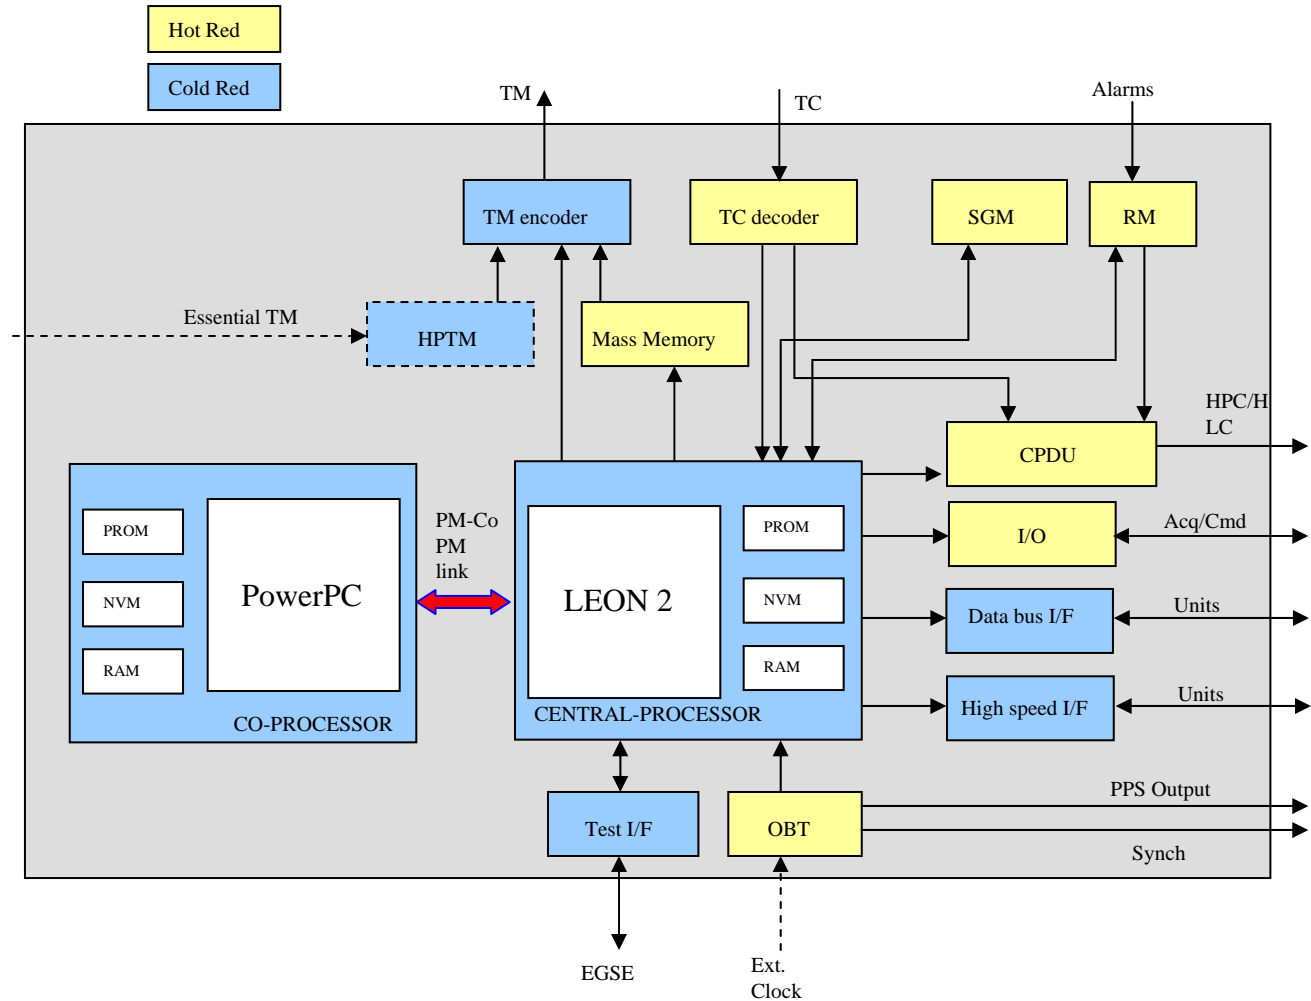 Hot Red
Cold Red
TM
TC
Alarms
TM encoder
TC decoder
SGM
RM
Essential TM
HPTM
Mass Memory
HPC/H
LC
CPDU
PM-Co
PM
link
PROM
NVM
RAM
PowerPC
CO-PROCESSOR
LEON 2
PROM
NVM
RAM
CENTRAL-PROCESSOR
I/O
Acq/Cmd
Data bus I/F
Units
High speed I/F
Units
Test I/F
OBT
PPS Output
Synch
EGSE
Ext.
Clock